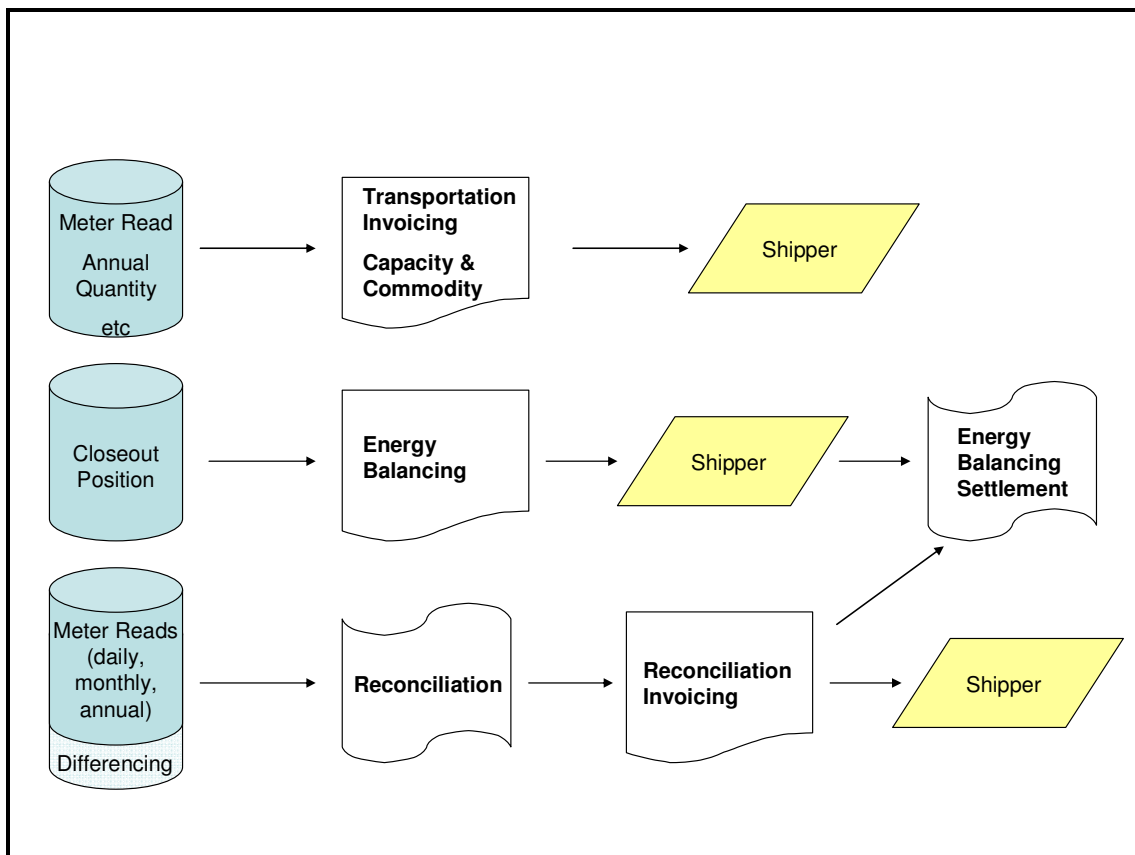 Meter Read
Annual
Quantity
etc
Transportation
Invoicing
Capacity &
Commodity
Shipper
Closeout
Position
Energy
Balancing
Shipper
Energy
Balancing
Settlement
Meter Reads
(daily,
monthly,
annual)
Differencing
Reconciliation
Reconciliation
Invoicing
Shipper